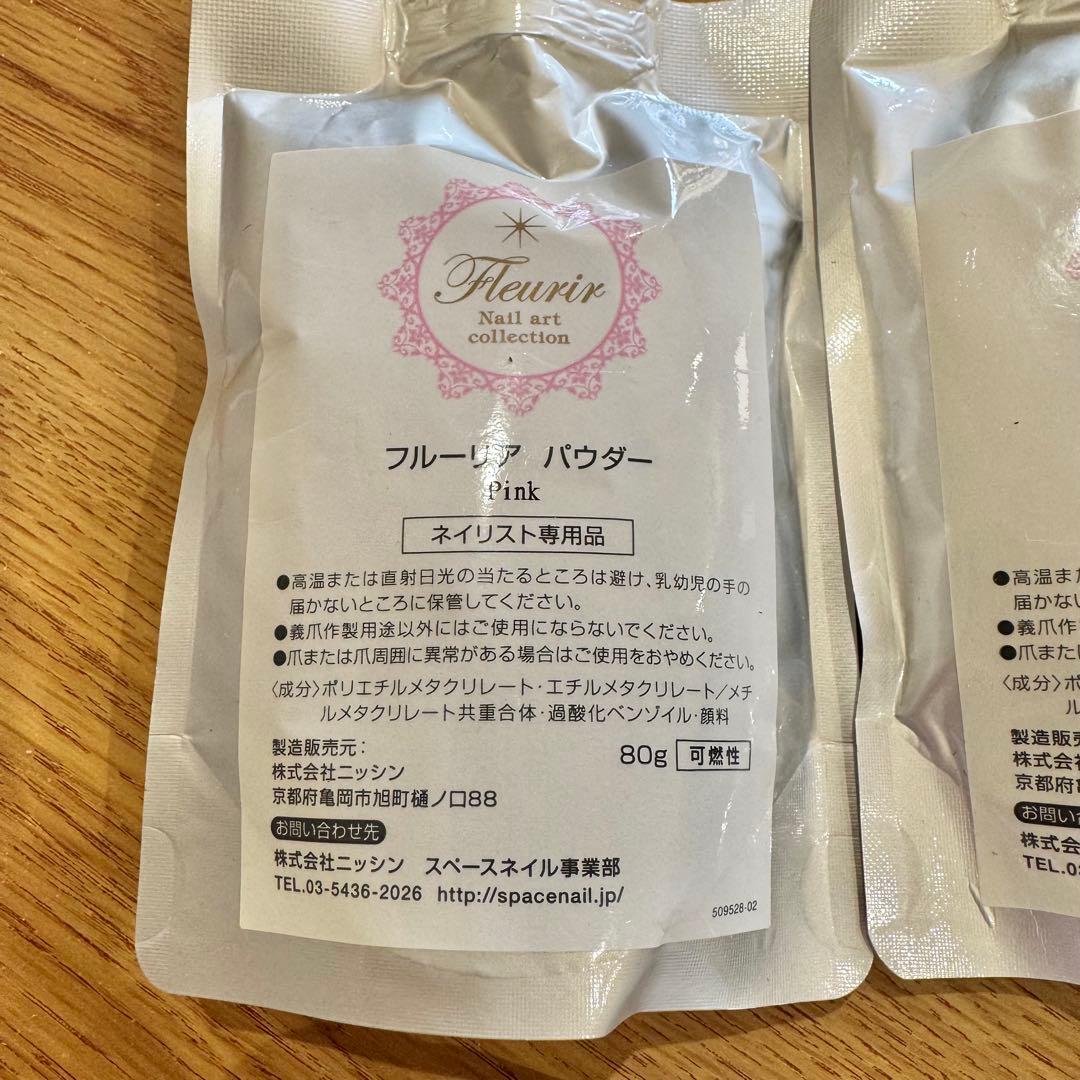 Fleurir
Nail art
collection
フルーリア パウダー
Pink
ネイリスト専用品
●高温または直射日光の当たるところは避け、乳幼児の手の
届かないところに保管してください。
●義爪作製用途以外にはご使用にならないでください。
●爪または爪周囲に異常がある場合はご使用をおやめください。
〈成分〉ポリエチルメタクリレート・エチルメタクリレート/メチ
ルメタクリレート共重合体・過酸化ベンゾイル・顔料
製造販売元：
80g 可燃性
株式会社ニッシン
京都府亀岡市旭町樋ノ口88
お問い合わせ先
株式会社ニッシン スペースネイル事業部
TEL.03-5436-2026 http://spacenail.jp/
509528-02
●高温また
届かない
●義爪作
●爪また
〈成分〉ポ
ル
製造販売
株式会
京都府
お問い
株式会
TEL.0